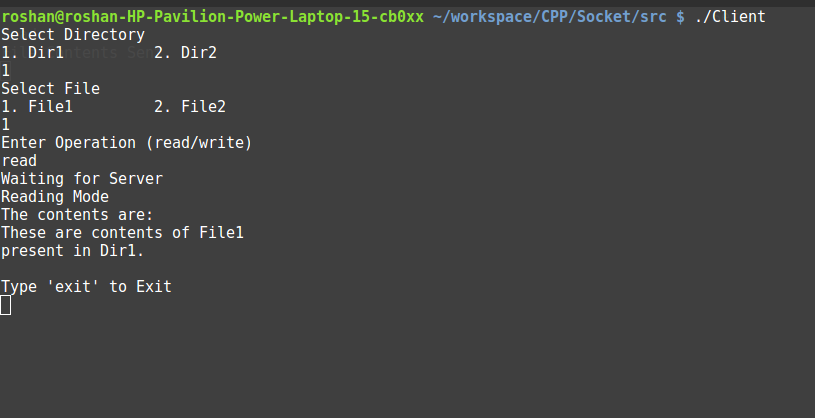 roshan@roshan-HP-Pavilion-Power-Laptop-15-cb0xx ~/workspace/CPP/Socket/src $ ./Client
Select Directory
1. Dir1          2. Dir2
1
Select File
1. File1         2. File2
1
Enter Operation (read/write)
read
Waiting for Server
Reading Mode
The contents are:
These are contents of File1
present in Dir1.

Type 'exit' to Exit